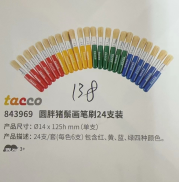 138
tacco
843969 圆胖猪鬃画笔刷24支装
产品尺寸：Ø14 x 125h mm (单支)
产品描述：24支/套(每色6支) 包含红、黄、蓝、绿四种颜色。
3+